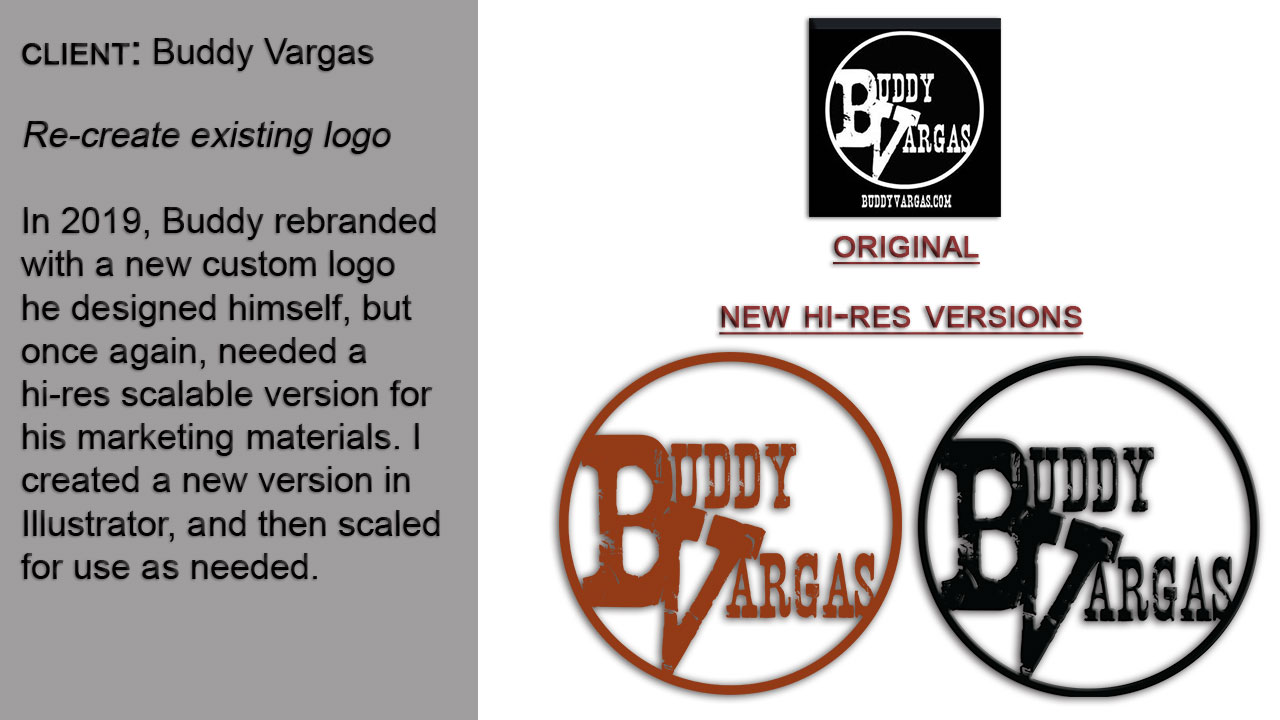 CLIENT: Buddy Vargas
Re-create existing logo
In 2019, Buddy rebranded
with a new custom logo
he designed himself, but
once again, needed a
hi-res scalable version for
his marketing materials. I
created a new version in
Illustrator, and then scaled
for use as needed.
BUDDY
VARGAS
BUDDYVARGAS.COM
ORIGINAL
NEW HI-RES VERSIONS
BUDDY
VARGAS
BUDDY
VARGAS